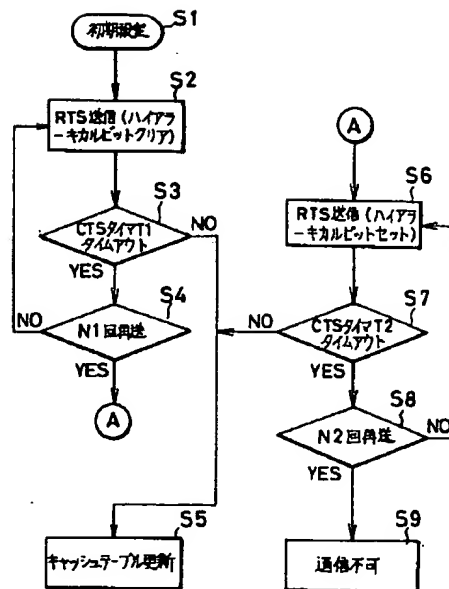 S1
初期設定
S2
RTS送信(ハイアラ
ーキカルビットクリア)
S3
CTSタイマT1
タイムアウト
NO
YES
S4
N1回再送
NO
YES
A
S5
キャッシュテーブル更新
A
S6
RTS送信(ハイアラ
ーキカルビットセット)
S7
CTSタイマT2
タイムアウト
NO
YES
S8
N2回再送
NO
YES
S9
通信不可